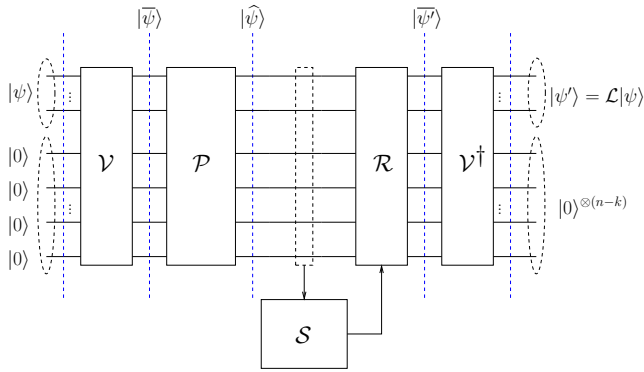 |ψ̅⟩ |ψ̂⟩ |ψ̅′⟩
|ψ⟩ ... ... |ψ′⟩ = ℒ|ψ⟩
|0⟩ 𝒱 𝒫 ℛ 𝒱†
|0⟩
... ... |0⟩⊗(n−k)
|0⟩
|0⟩
𝒮